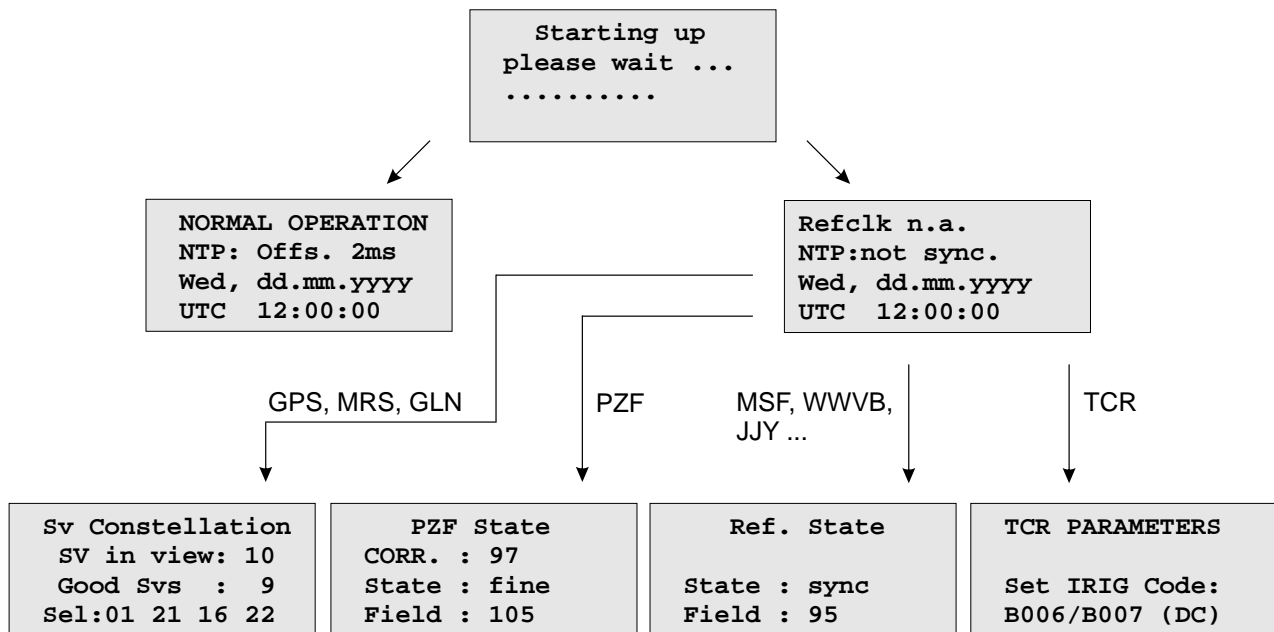 Starting up
please wait ...
..........
NORMAL OPERATION
NTP: Offs. 2ms
Wed, dd.mm.yyyy
UTC  12:00:00
Refclk n.a.
NTP:not sync.
Wed, dd.mm.yyyy
UTC  12:00:00
GPS, MRS, GLN
PZF
MSF, WWVB,
JJY ...
TCR
Sv Constellation
SV in view: 10
Good Svs  :  9
Sel:01 21 16 22
PZF State
CORR. : 97
State : fine
Field : 105
Ref. State
State : sync
Field : 95
TCR PARAMETERS
Set IRIG Code:
B006/B007 (DC)